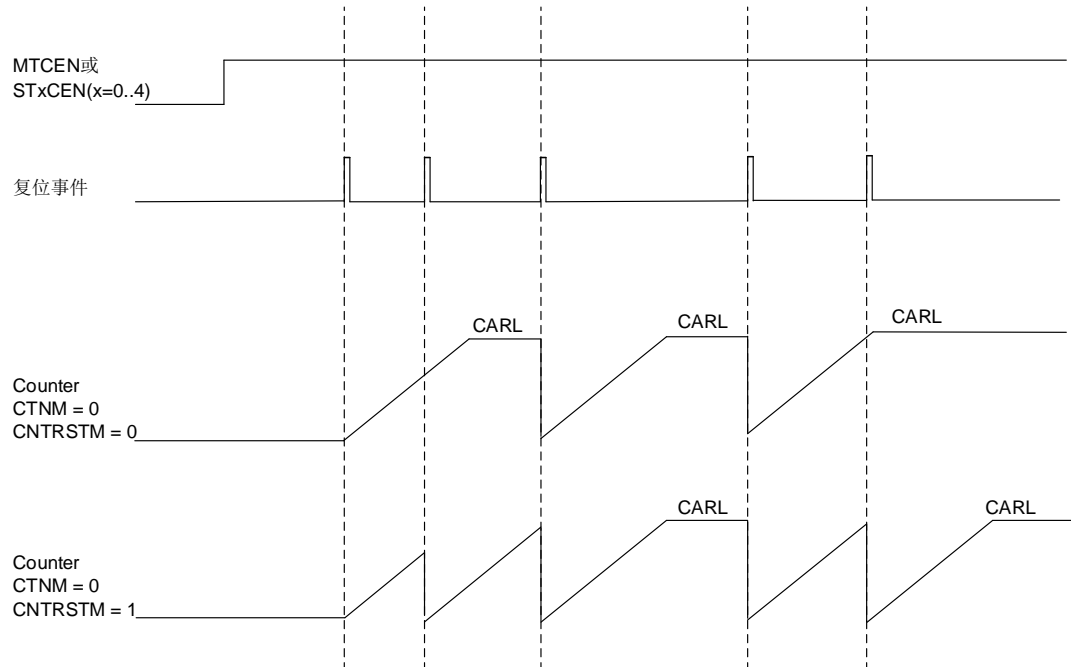 MTCEN或
STxCEN(x=0..4)
复位事件
CARL
CARL
CARL
Counter
CTNM = 0
CNTRSTM = 0
CARL
CARL
Counter
CTNM = 0
CNTRSTM = 1